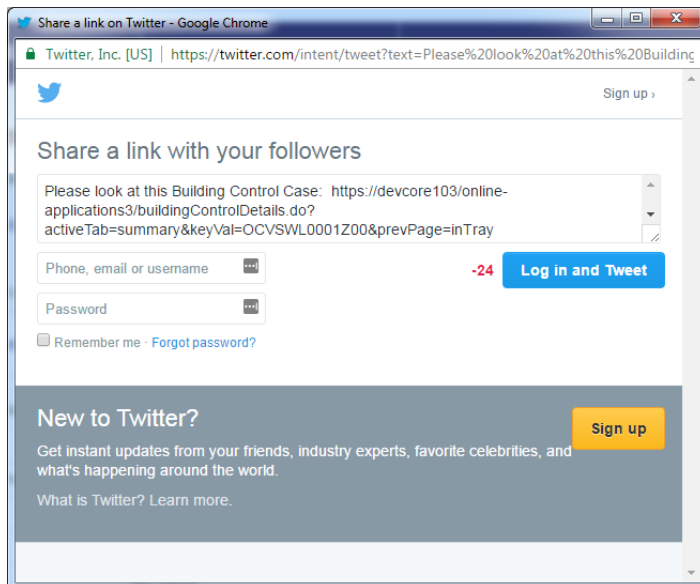 Share a link on Twitter - Google Chrome
Twitter, Inc. [US] | https://twitter.com/intent/tweet?text=Please%20look%20at%20this%20Building
Sign up ›
Share a link with your followers
Please look at this Building Control Case:  https://devcore103/online-
applications3/buildingControlDetails.do?
activeTab=summary&keyVal=OCVSWL0001Z00&prevPage=inTray
Phone, email or username
-24 Log in and Tweet
Password
Remember me · Forgot password?
New to Twitter?
Sign up
Get instant updates from your friends, industry experts, favorite celebrities, and
what's happening around the world.
What is Twitter? Learn more.